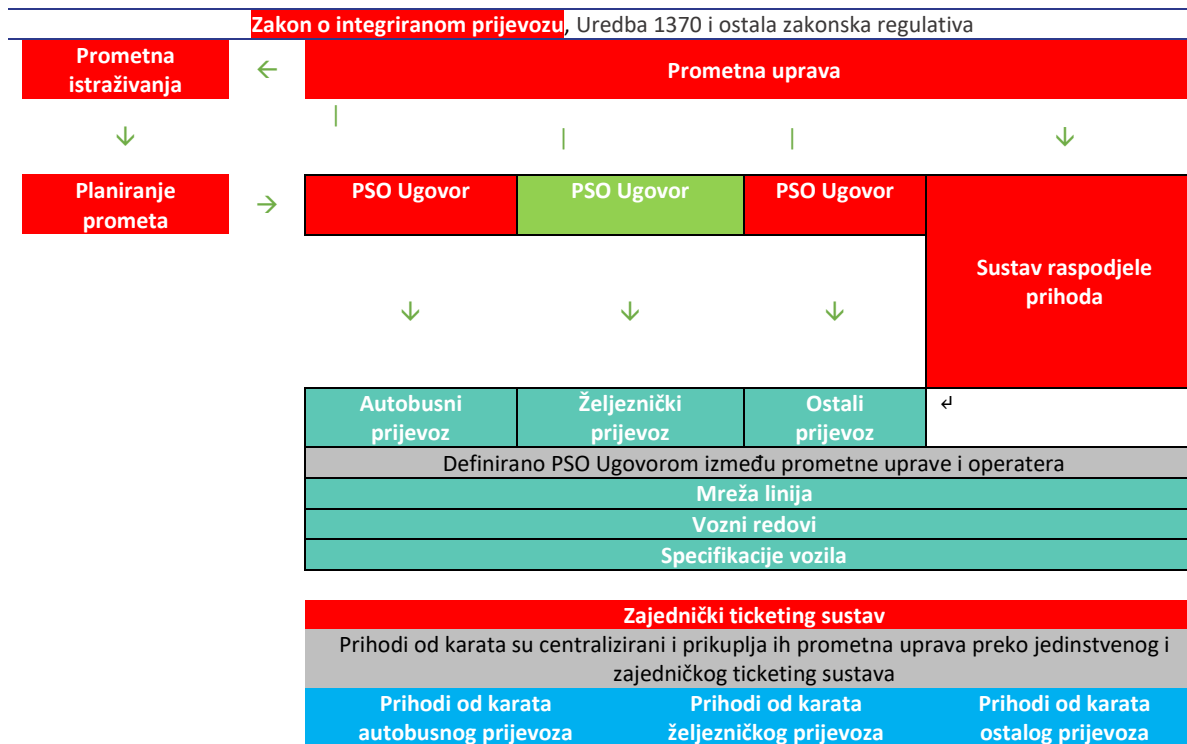 Zakon o integriranom prijevozu, Uredba 1370 i ostala zakonska regulativa
Prometna
istraživanja
←
Prometna uprava
↓
|
|
|
↓
Planiranje
prometa
→
PSO Ugovor
PSO Ugovor
PSO Ugovor
Sustav raspodjele
prihoda
↓
↓
↓
Autobusni
prijevoz
Željeznički
prijevoz
Ostali
prijevoz
↲
Definirano PSO Ugovorom između prometne uprave i operatera
Mreža linija
Vozni redovi
Specifikacije vozila
Zajednički ticketing sustav
Prihodi od karata su centralizirani i prikuplja ih prometna uprava preko jedinstvenog i
zajedničkog ticketing sustava
Prihodi od karata
autobusnog prijevoza
Prihodi od karata
željezničkog prijevoza
Prihodi od karata
ostalog prijevoza